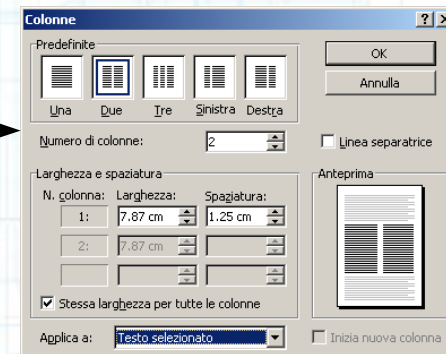 Colonne
Predefinite
Una Due Tre Sinistra Destra
OK
Annulla
Numero di colonne: 2
Linea separatrice
Larghezza e spaziatura
Anteprima
N. colonna: Larghezza: Spaziatura:
1: 7.87 cm 1.25 cm
2: 7.87 cm
Stessa larghezza per tutte le colonne
Applica a: Testo selezionato
Inizia nuova colonna